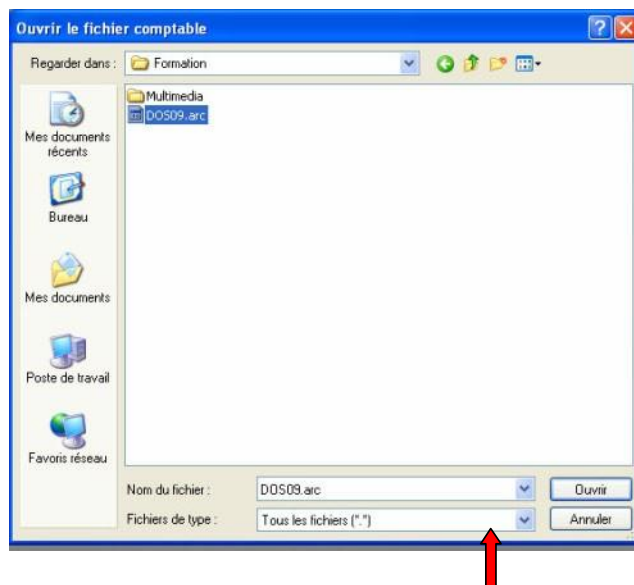 Ouvrir le fichier comptable
Regarder dans :
Formation
Multimedia
DOS09.arc
Mes documents
récents
Bureau
Mes documents
Poste de travail
Favoris réseau
Nom du fichier :
DOS09.arc
Ouvrir
Fichiers de type :
Tous les fichiers (".")
Annuler